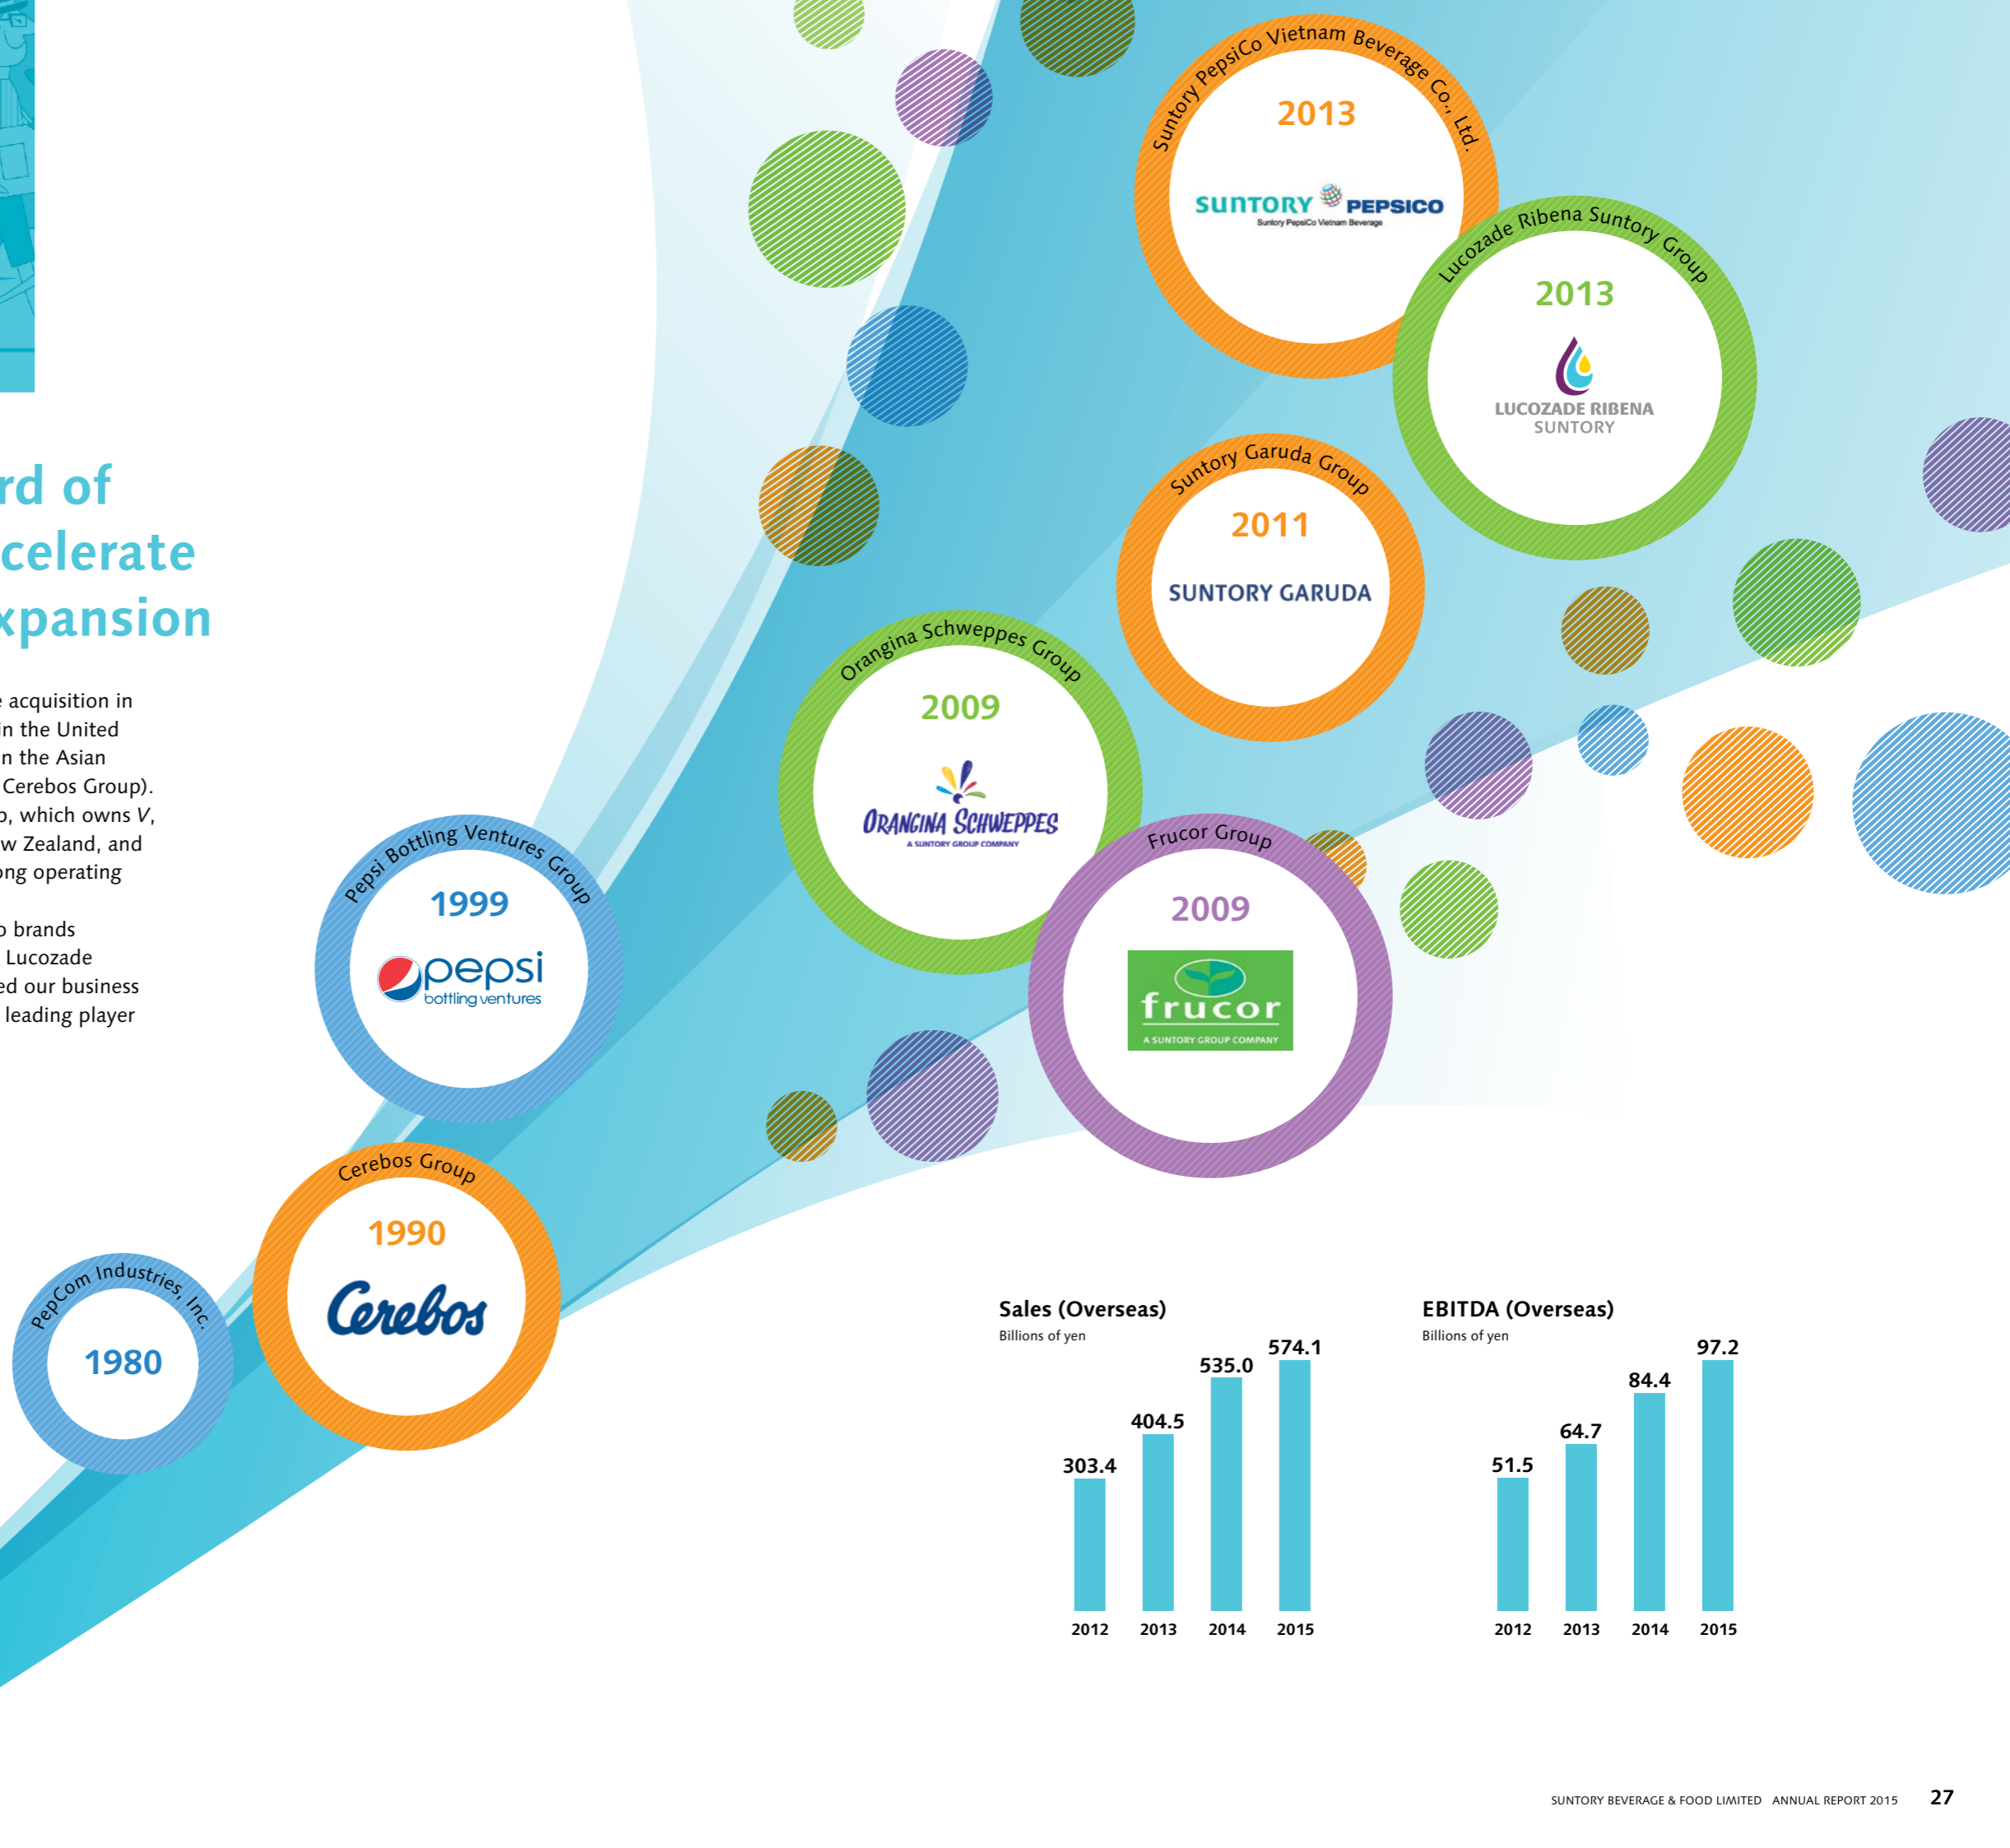 rd of
celerate
xpansion
e acquisition in
in the United
n the Asian
Cerebos Group).
o, which owns V,
w Zealand, and
ong operating
o brands
Lucozade
ed our business
leading player
PepCom Industries, Inc.
1980
Cerebos Group
1990
Cerebos
Pepsi Bottling Ventures Group
1999
pepsi
bottling ventures
Orangina Schweppes Group
2009
ORANGINA SCHWEPPES
A SUNTORY GROUP COMPANY
Frucor Group
2009
frucor
A SUNTORY GROUP COMPANY
Suntory Garuda Group
2011
SUNTORY GARUDA
Suntory PepsiCo Vietnam Beverage Co., Ltd.
2013
SUNTORY PEPSICO
Suntory PepsiCo Vietnam Beverage
Lucozade Ribena Suntory Group
2013
LUCOZADE RIBENA
SUNTORY
Sales (Overseas)
Billions of yen
303.4
404.5
535.0
574.1
2012 2013 2014 2015
EBITDA (Overseas)
Billions of yen
51.5
64.7
84.4
97.2
2012 2013 2014 2015
SUNTORY BEVERAGE & FOOD LIMITED ANNUAL REPORT 2015 27